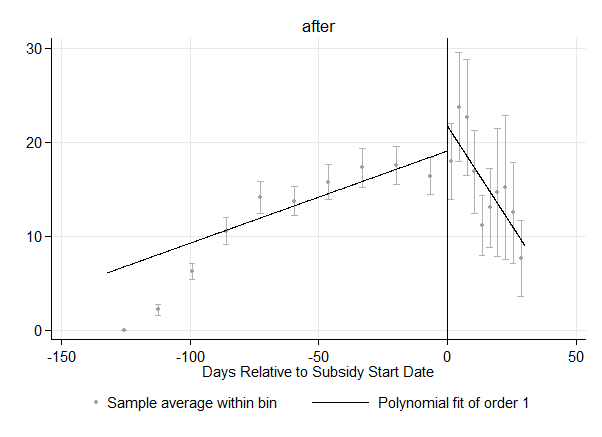 after
30
20
10
0
-150
-100
-50
0
50
Days Relative to Subsidy Start Date
Sample average within bin
Polynomial fit of order 1